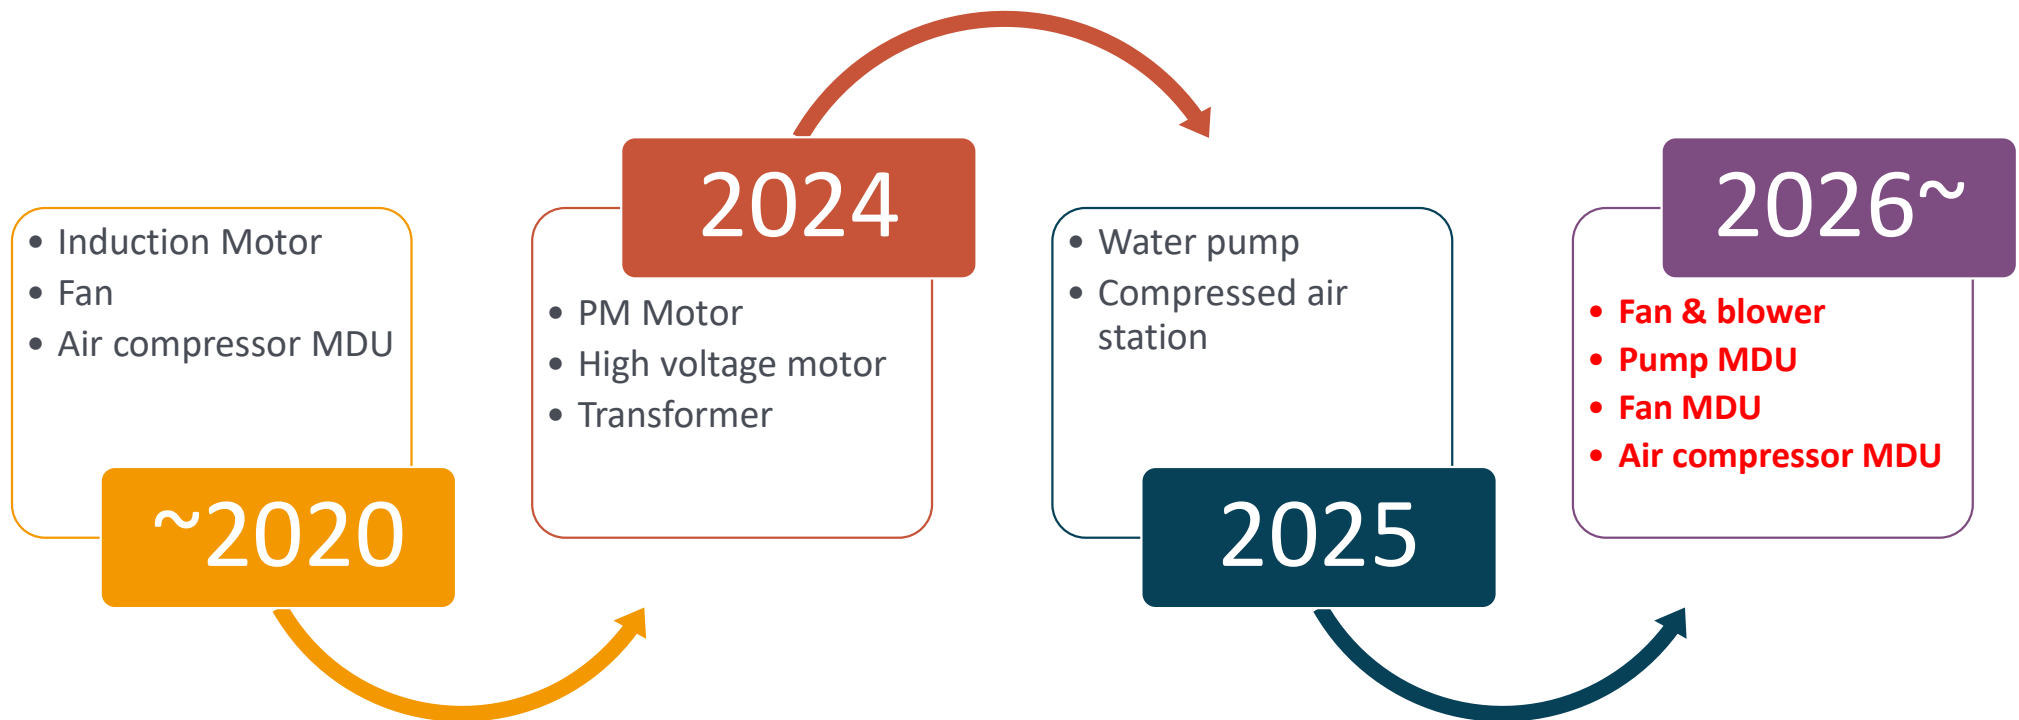 • Induction Motor
• Fan
• Air compressor MDU
~2020
2024
• PM Motor
• High voltage motor
• Transformer
• Water pump
• Compressed air
station
2025
2026~
• Fan & blower
• Pump MDU
• Fan MDU
• Air compressor MDU